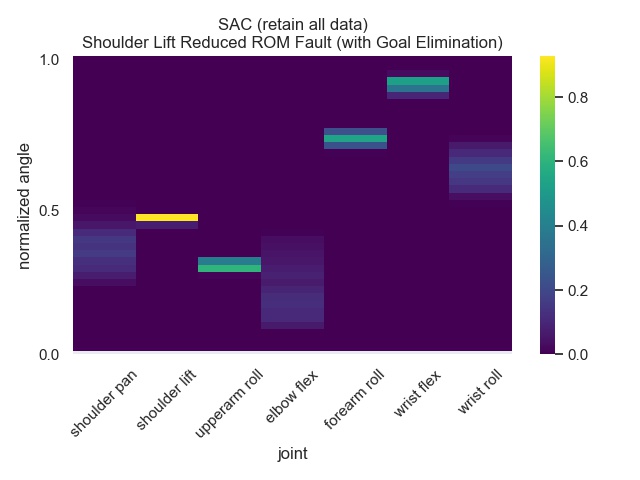 SAC (retain all data)
Shoulder Lift Reduced ROM Fault (with Goal Elimination)
1.0
0.5
0.0
normalized angle
shoulder pan
shoulder lift
upperarm roll
elbow flex
forearm roll
wrist flex
wrist roll
joint
0.8
0.6
0.4
0.2
0.0